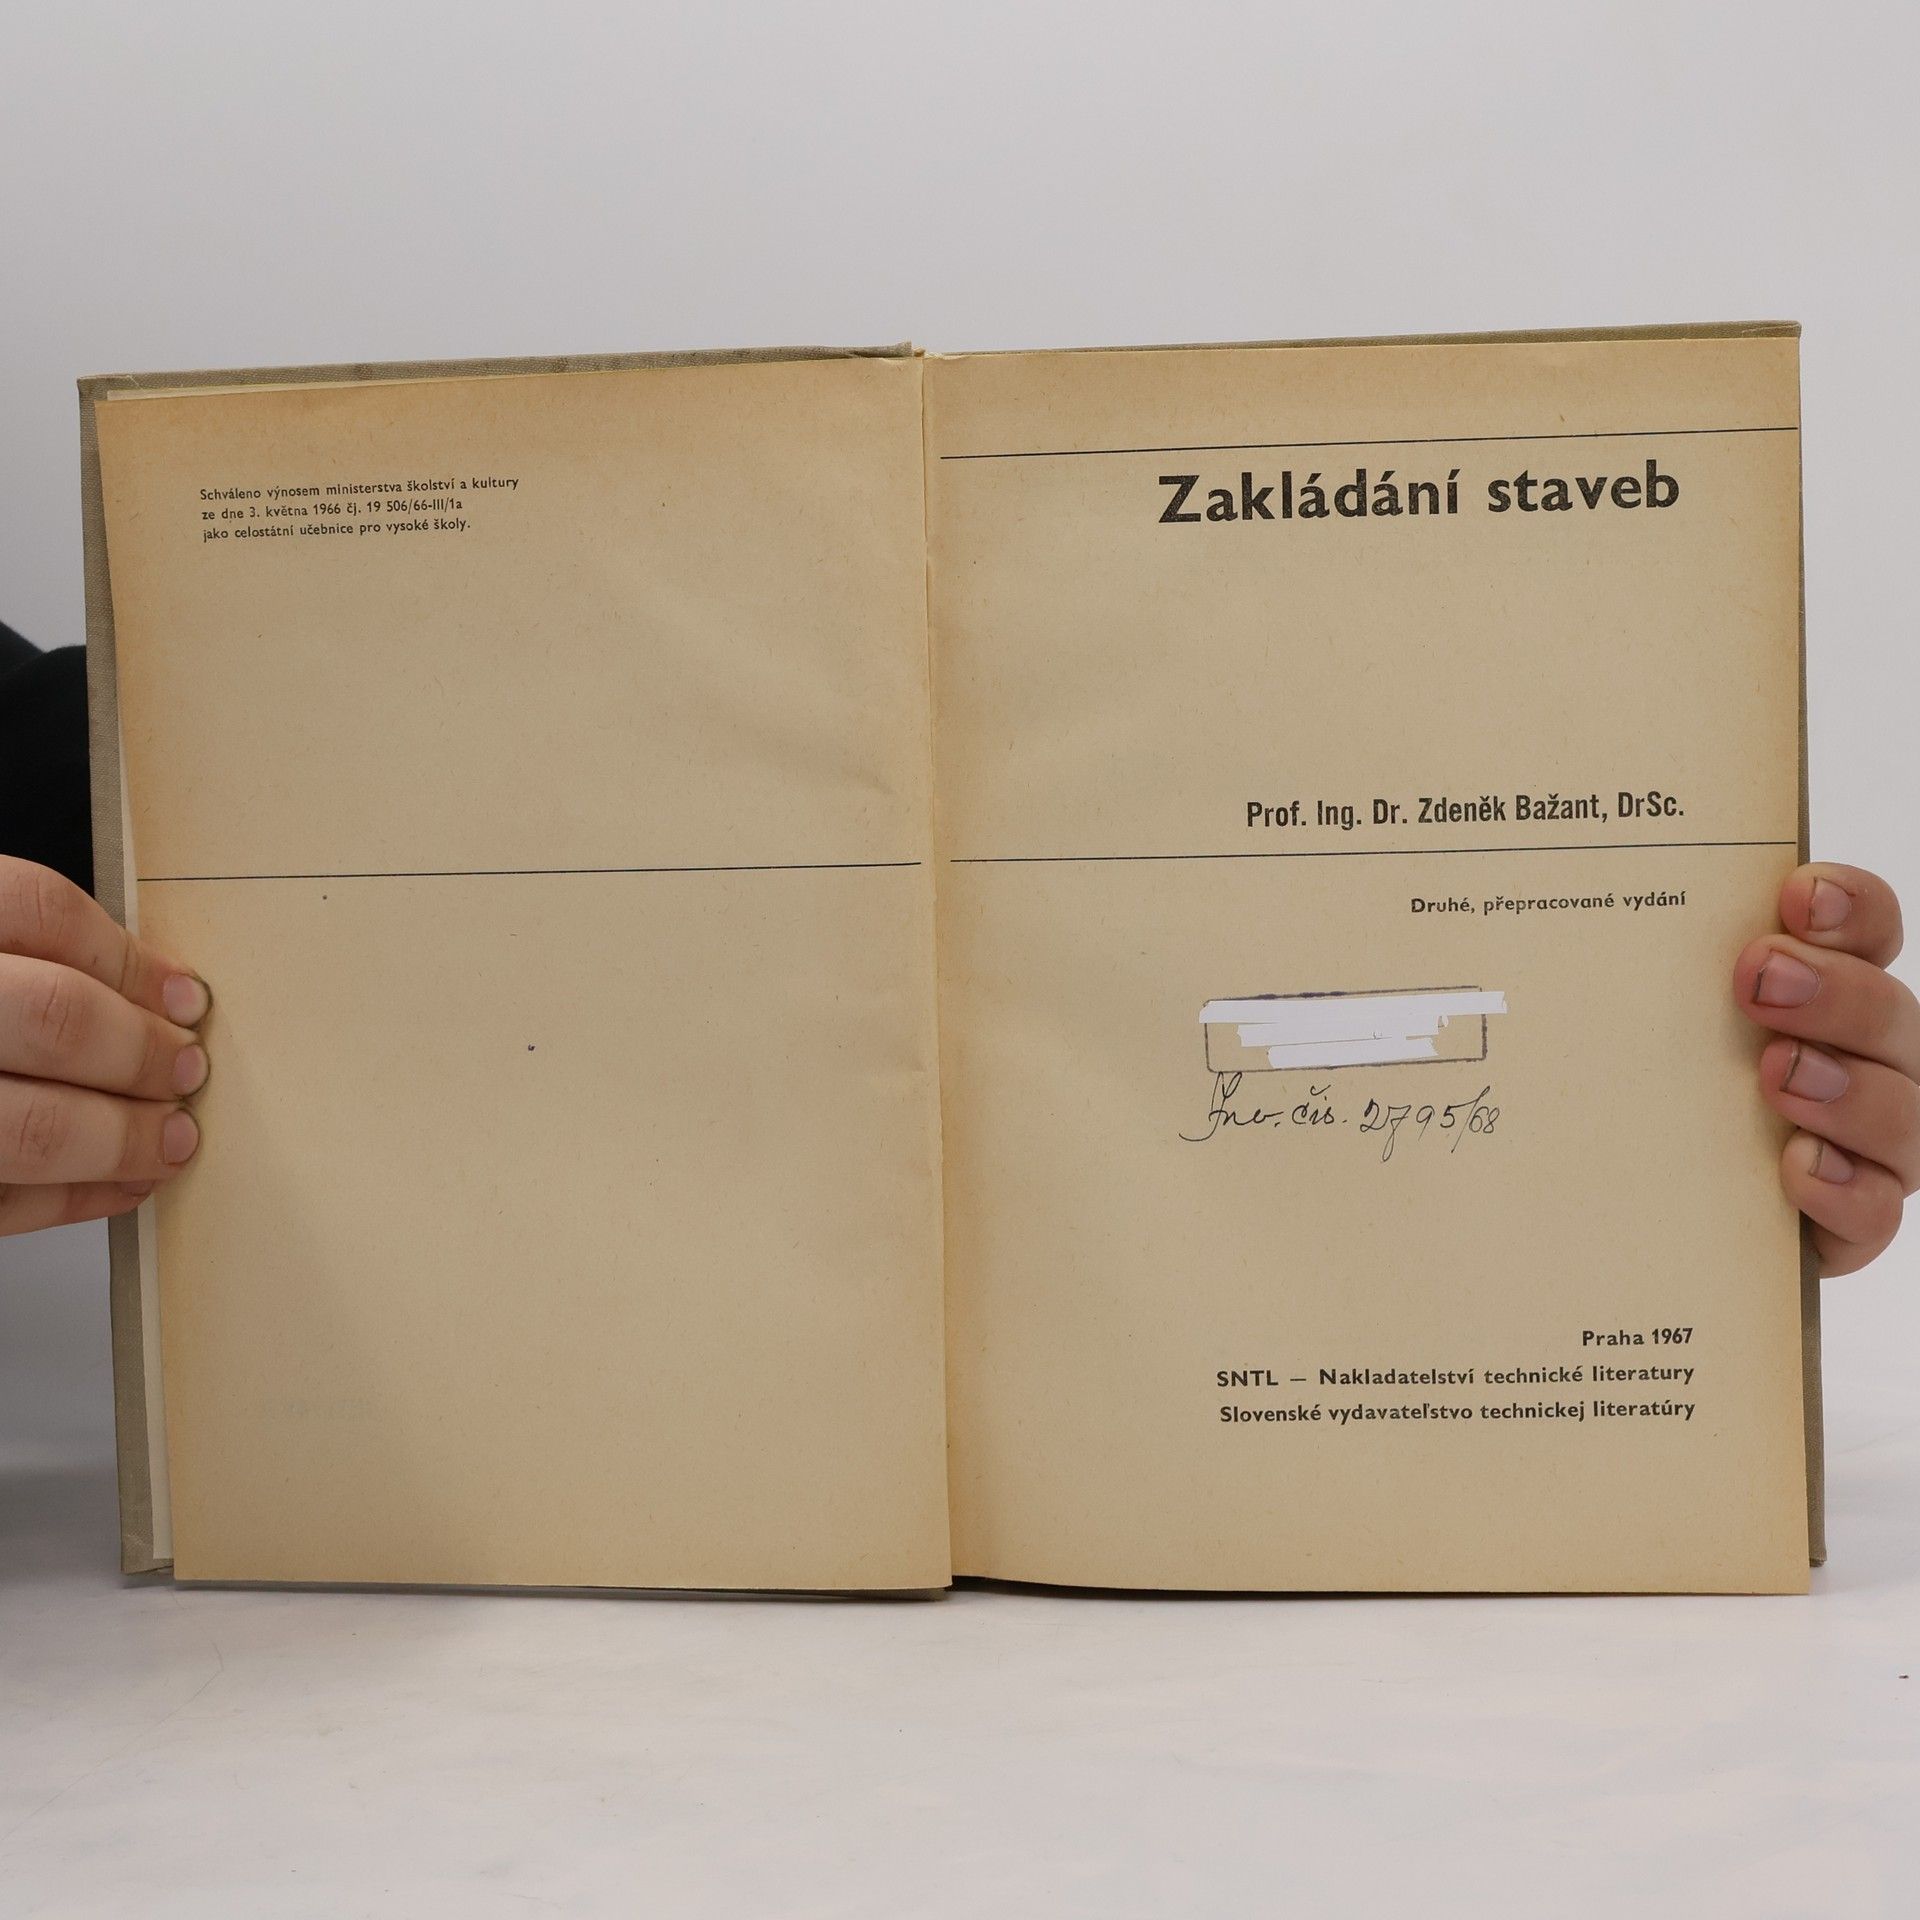 Schváleno výnosem ministerstva školství a kultury
ze dne 3. května 1966 čj. 19 506/66-III/1a
jako celostátní učebnice pro vysoké školy.
Zakládání staveb
Prof. Ing. Dr. Zdeněk Bažant, DrSc.
Druhé, přepracované vydání
Inv. čis. 2795/68
Praha 1967
SNTL — Nakladatelství technické literatury
Slovenské vydavateľstvo technickej literatúry